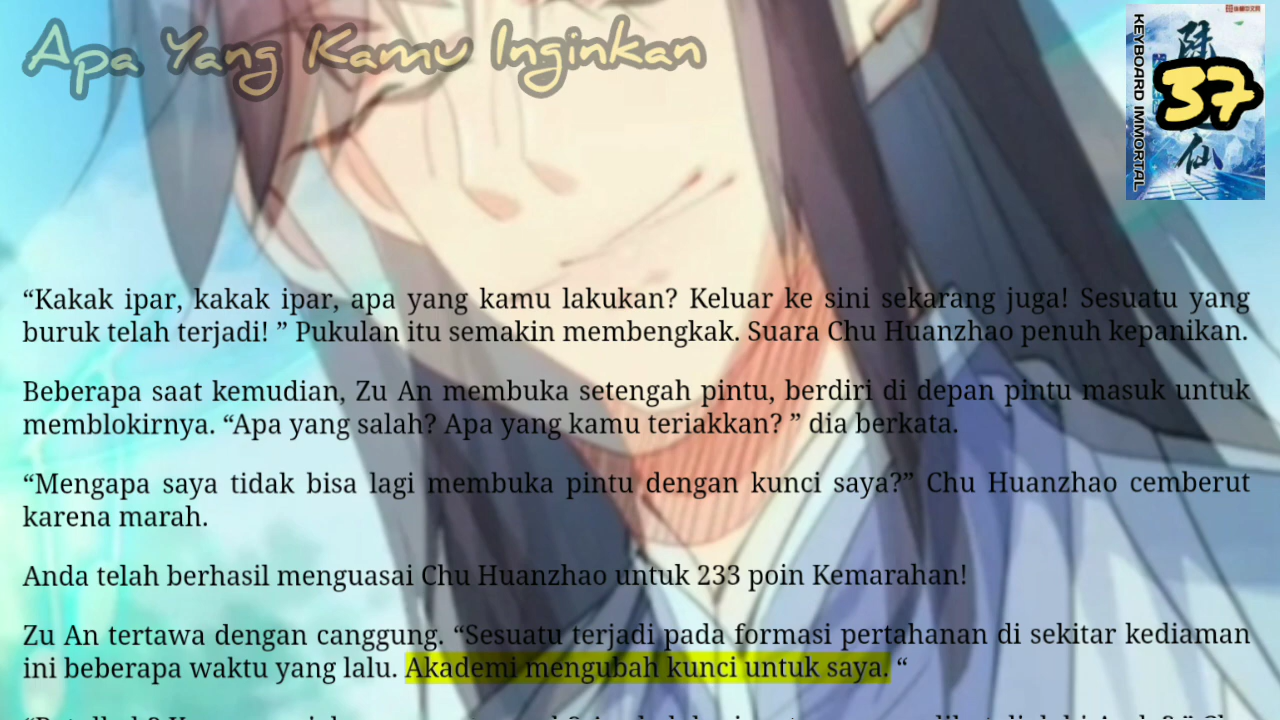 Apa Yang Kamu Inginkan
KEYBOARD IMMORTAL
陆
37
仙
“Kakak ipar, kakak ipar, apa yang kamu lakukan? Keluar ke sini sekarang juga! Sesuatu yang
buruk telah terjadi! ” Pukulan itu semakin membengkak. Suara Chu Huanzhao penuh kepanikan.
Beberapa saat kemudian, Zu An membuka setengah pintu, berdiri di depan pintu masuk untuk
memblokirnya. “Apa yang salah? Apa yang kamu teriakkan? ” dia berkata.
“Mengapa saya tidak bisa lagi membuka pintu dengan kunci saya?” Chu Huanzhao cemberut
karena marah.
Anda telah berhasil menguasai Chu Huanzhao untuk 233 poin Kemarahan!
Zu An tertawa dengan canggung. “Sesuatu terjadi pada formasi pertahanan di sekitar kediaman
ini beberapa waktu yang lalu. Akademi mengubah kunci untuk saya. “